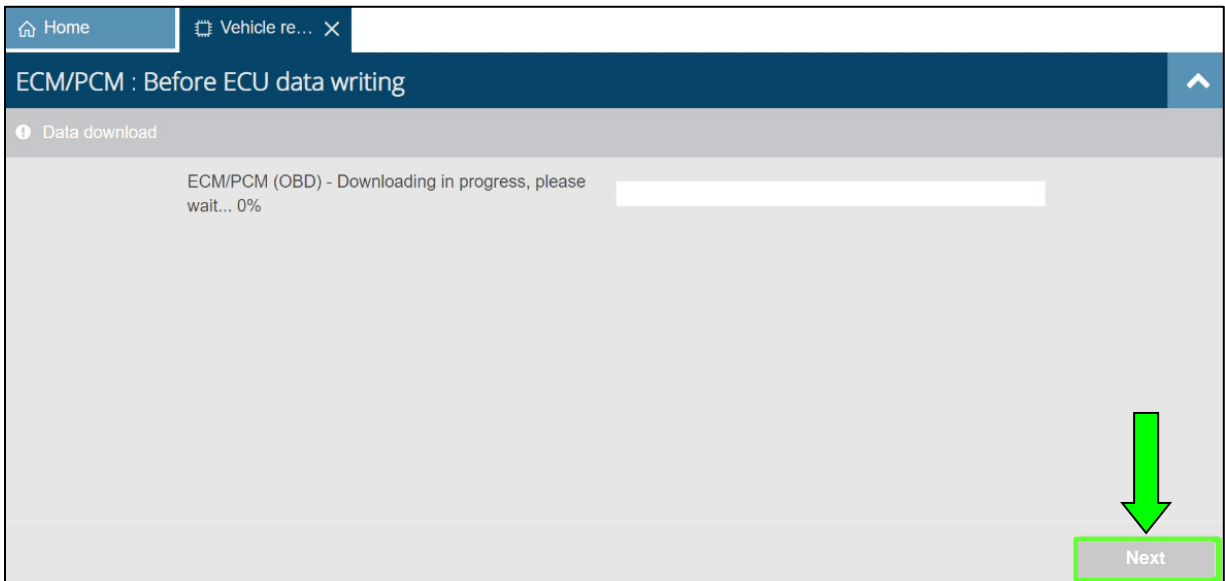 Home
Vehicle re...
ECM/PCM : Before ECU data writing
Data download
ECM/PCM (OBD) - Downloading in progress, please
wait... 0%
Next